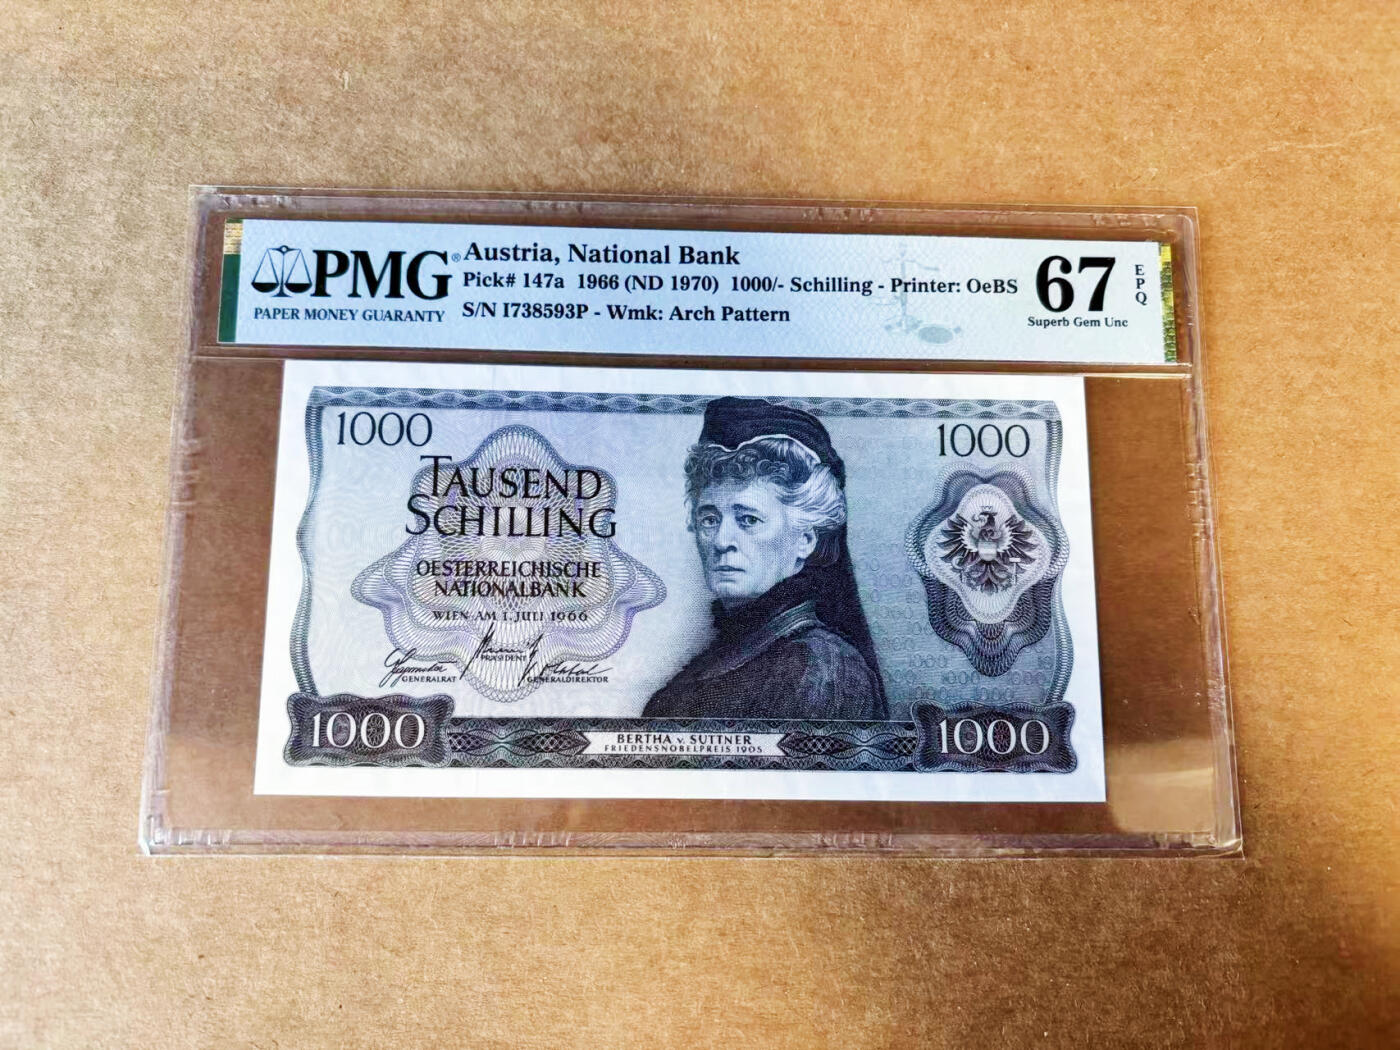 PMG®
PAPER MONEY GUARANTY
Austria, National Bank
Pick# 147a 1966 (ND 1970) 1000/- Schilling - Printer: OeBS
S/N I738593P - Wmk: Arch Pattern
67
EPQ
Superb Gem Unc
1000
1000
TAUSEND
SCHILLING
OESTERREICHISCHE
NATIONALBANK
WIEN AM 1. JULI 1966
PRÄSIDENT
GENERALRAT
GENERALDIREKTOR
1000
BERTHA v. SUTTNER
FRIEDENSNOBELPREIS 1905
1000